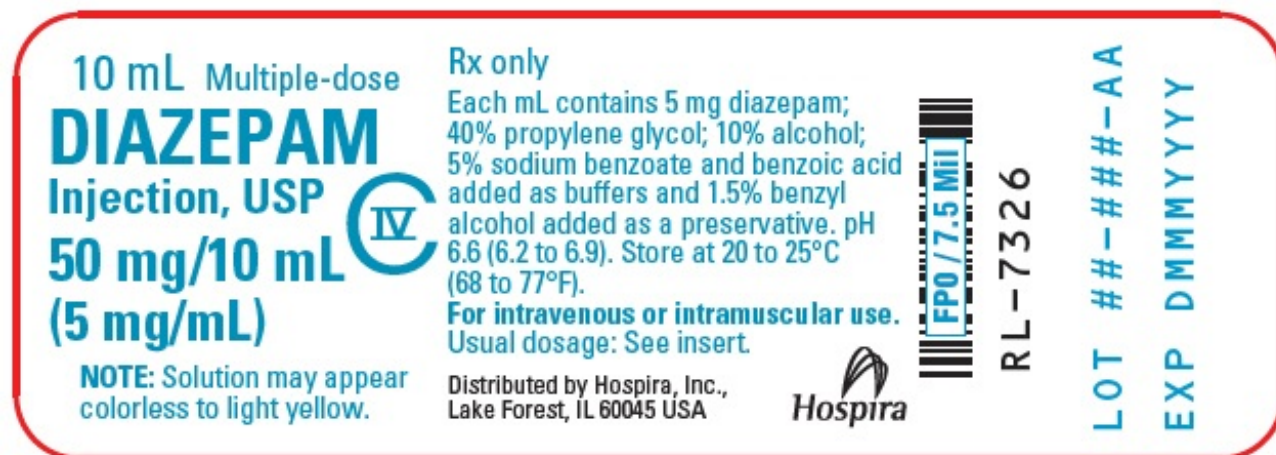 10 mL Multiple-dose
DIAZEPAM
Injection, USP
CIV
50 mg/10 mL
(5 mg/mL)
NOTE: Solution may appear
colorless to light yellow.
Rx only
Each mL contains 5 mg diazepam;
40% propylene glycol; 10% alcohol;
5% sodium benzoate and benzoic acid
added as buffers and 1.5% benzyl
alcohol added as a preservative. pH
6.6 (6.2 to 6.9). Store at 20 to 25°C
(68 to 77°F).
For intravenous or intramuscular use.
Usual dosage: See insert.
Distributed by Hospira, Inc.,
Lake Forest, IL 60045 USA
Hospira
FPO / 7.5 Mil
RL-7326
LOT ##-###-AA
EXP DMMMYYYY